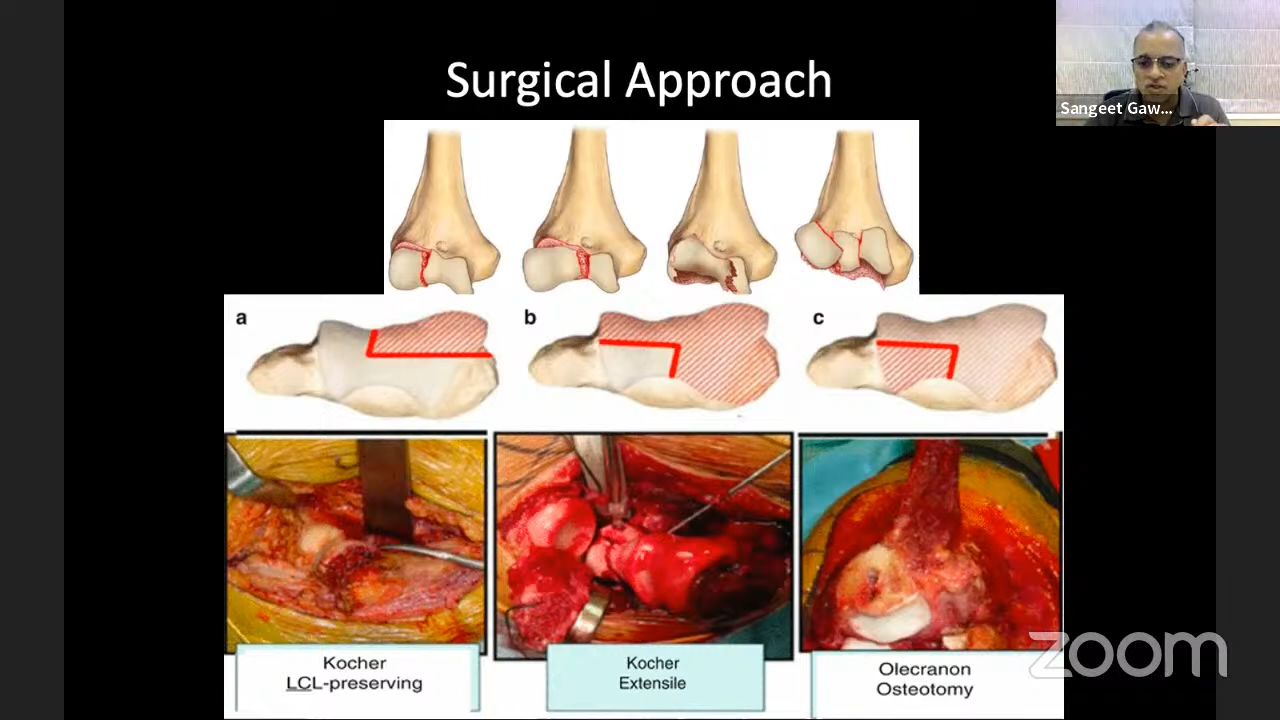 Surgical Approach
Sangeet Gaw...
a
b
c
Kocher
LCL-preserving
Kocher
Extensile
Olecranon
Osteotomy
zoom